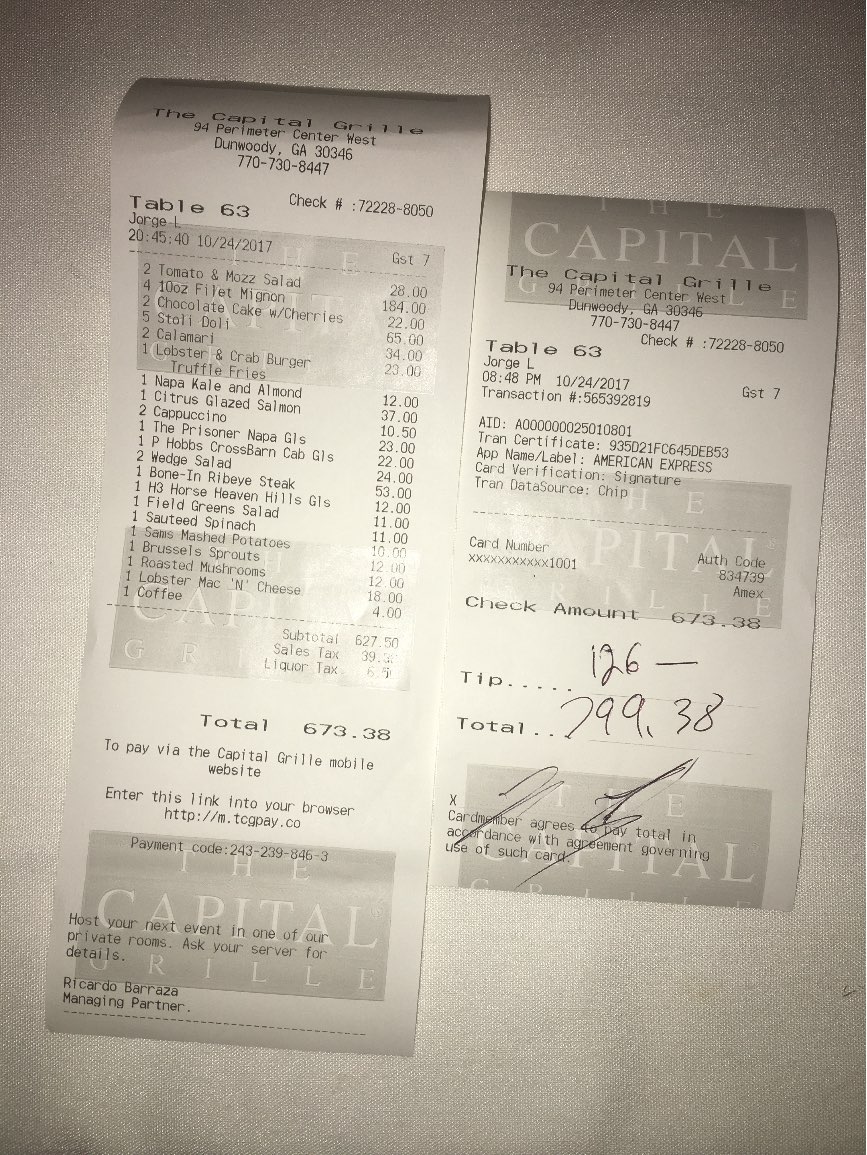 The Capital Grille
94 Perimeter Center West
Dunwoody, GA 30346
770-730-8447
Check # :72228-8050
Table 63
Jorge L
20:45:40 10/24/2017
Gst 7
2 Tomato & Mozz Salad 28.00
4 10oz Filet Mignon 184.00
2 Chocolate Cake w/Cherries 22.00
5 Stoli Doli 65.00
2 Calamari 34.00
1 Lobster & Crab Burger 23.00
Truffle Fries
1 Napa Kale and Almond 12.00
1 Citrus Glazed Salmon 37.00
2 Cappuccino 10.50
1 The Prisoner Napa Gls 23.00
1 P Hobbs CrossBarn Cab Gls 22.00
2 Wedge Salad 24.00
1 Bone-In Ribeye Steak 53.00
1 H3 Horse Heaven Hills Gls 12.00
1 Field Greens Salad 11.00
1 Sauteed Spinach 11.00
1 Sams Mashed Potatoes 10.00
1 Brussels Sprouts 12.00
1 Roasted Mushrooms 12.00
1 Lobster Mac 'N' Cheese 18.00
1 Coffee 4.00
Subtotal 627.50
Sales Tax
Liquor Tax
Total 673.38
To pay via the Capital Grille mobile
website
Enter this link into your browser
http://m.tcgpay.co
Payment code:243-239-846-3
THE
CAPITAL
GRILLE
Host your next event in one of our
private rooms. Ask your server for
details.
Ricardo Barraza
Managing Partner.
THE
CAPITAL
GRILLE
The Capital Grille
94 Perimeter Center West
Dunwoody, GA 30346
770-730-8447
Check # :72228-8050
Table 63
Jorge L
08:48 PM 10/24/2017
Gst 7
Transaction #:565392819
AID: A000000025010801
Tran Certificate: 935D21FC645DEB53
App Name/Label: AMERICAN EXPRESS
Card Verification: Signature
Tran DataSource: Chip
Card Number Auth Code
xxxxxxxxxxx1001 834739
Amex
Check Amount 673.38
Tip..... 126 —
Total.. 799.38
X
Cardmember agrees to pay total in
accordance with agreement governing
use of such card